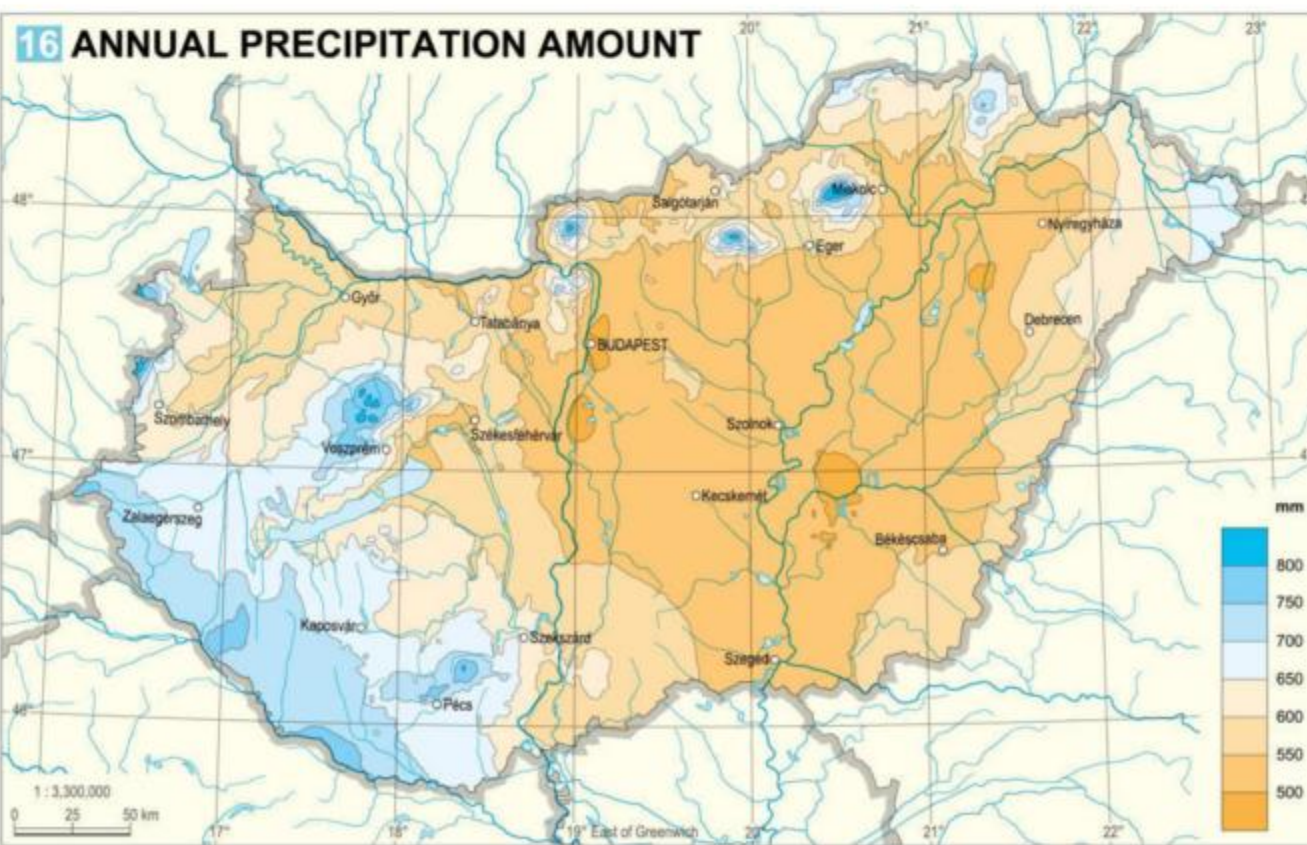 16 ANNUAL PRECIPITATION AMOUNT
20°
21°
22°
23°
48°
Salgótarján
Miskolc
Eger
Nyíregyháza
Győr
Tatabánya
BUDAPEST
Debrecen
Szombathely
Székesfehérvár
Szolnok
Veszprém
47°
Kecskemét
Zalaegerszeg
Békéscsaba
mm
800
750
700
650
600
550
500
Kaposvár
Szekszárd
Szeged
Pécs
1 : 3,300,000
0 25 50 km
17°
18°
19° East of Greenwich
20°
21°
22°